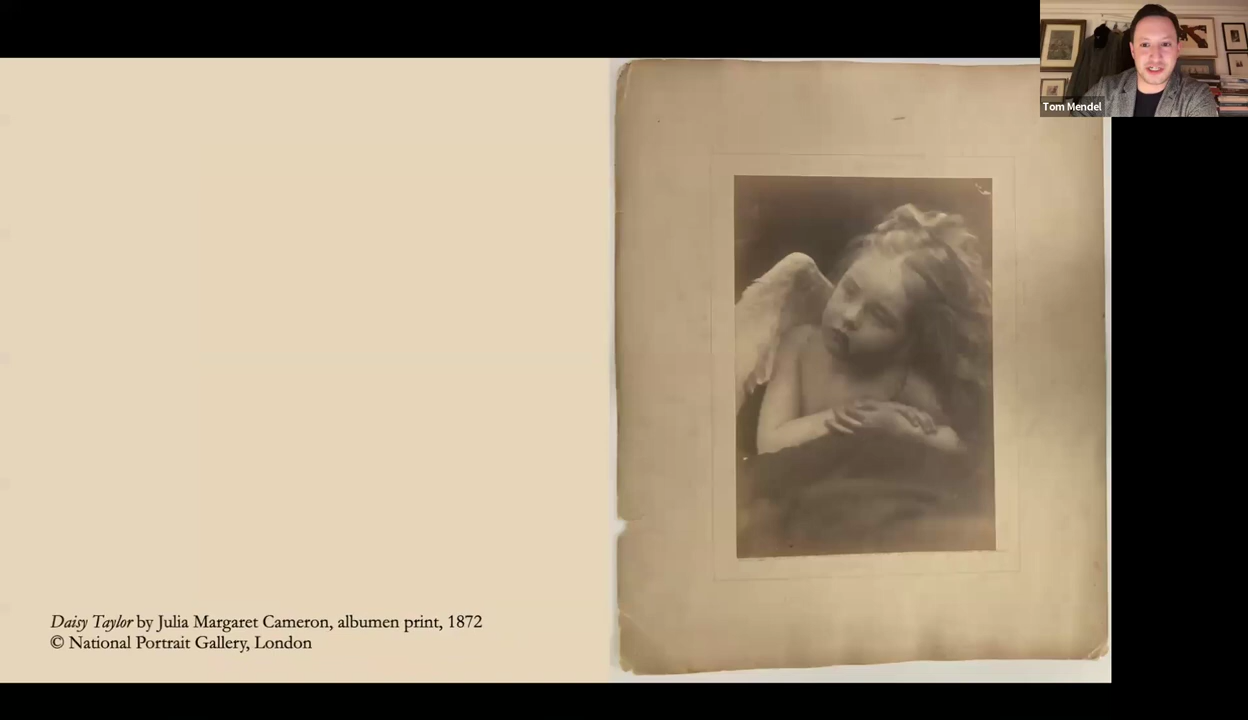 Tom Mendel
Daisy Taylor by Julia Margaret Cameron, albumen print, 1872
© National Portrait Gallery, London